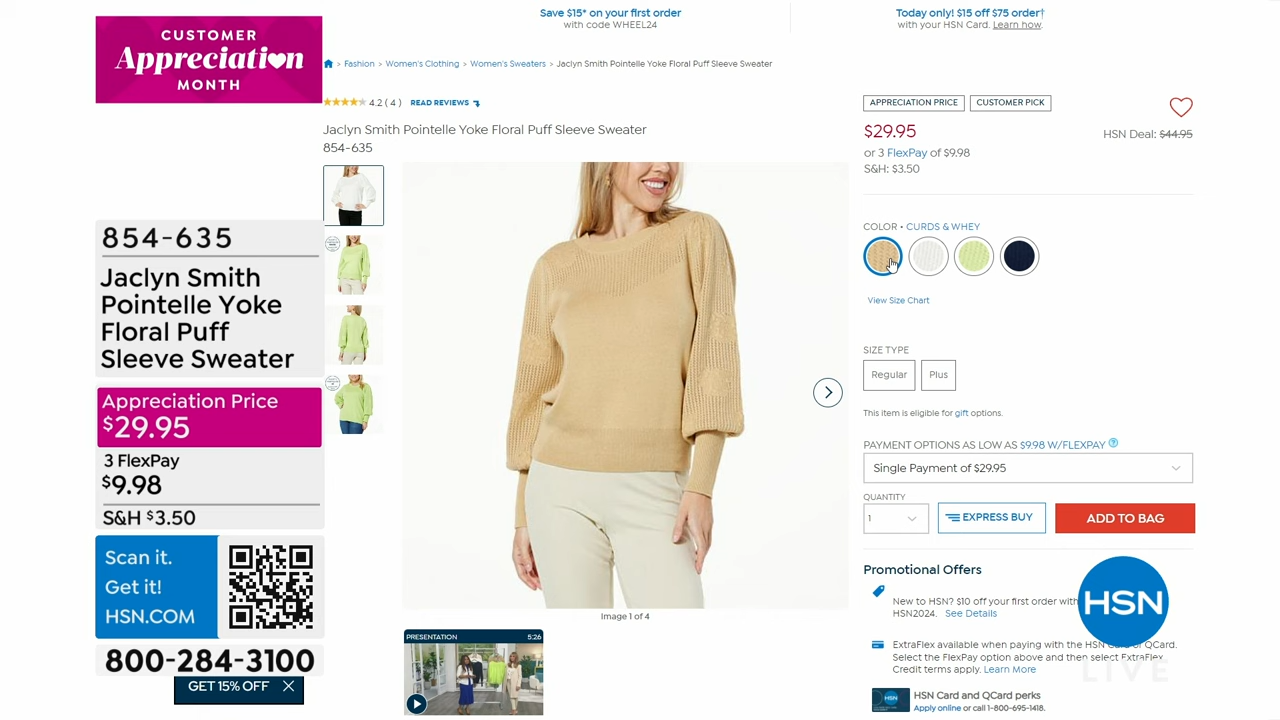 CUSTOMER
Appreciation
MONTH
Save $15* on your first order
with code WHEEL24
Today only! $15 off $75 order†
with your HSN Card. Learn how.
> Fashion > Women's Clothing > Women's Sweaters > Jaclyn Smith Pointelle Yoke Floral Puff Sleeve Sweater
4.2 ( 4 ) READ REVIEWS
Jaclyn Smith Pointelle Yoke Floral Puff Sleeve Sweater
854-635
APPRECIATION PRICE
CUSTOMER PICK
$29.95
HSN Deal: $44.95
or 3 FlexPay of $9.98
S&H: $3.50
COLOR • CURDS & WHEY
View Size Chart
SIZE TYPE
Regular
Plus
This item is eligible for gift options.
PAYMENT OPTIONS AS LOW AS $9.98 W/FLEXPAY ?
Single Payment of $29.95
QUANTITY
1
EXPRESS BUY
ADD TO BAG
Promotional Offers
New to HSN? $10 off your first order with
HSN2024. See Details
ExtraFlex available when paying with the HSN Card or QCard.
Select the FlexPay option above and then select ExtraFlex.
Credit terms apply. Learn More
HSN Card and QCard perks
Apply online or call 1-800-695-1418.
HSN
HSN
LIVE
Image 1 of 4
PRESENTATION 5:26
854-635
Jaclyn Smith
Pointelle Yoke
Floral Puff
Sleeve Sweater
Appreciation Price
$29.95
3 FlexPay
$9.98
S&H $3.50
Scan it.
Get it!
HSN.COM
800-284-3100
GET 15% OFF